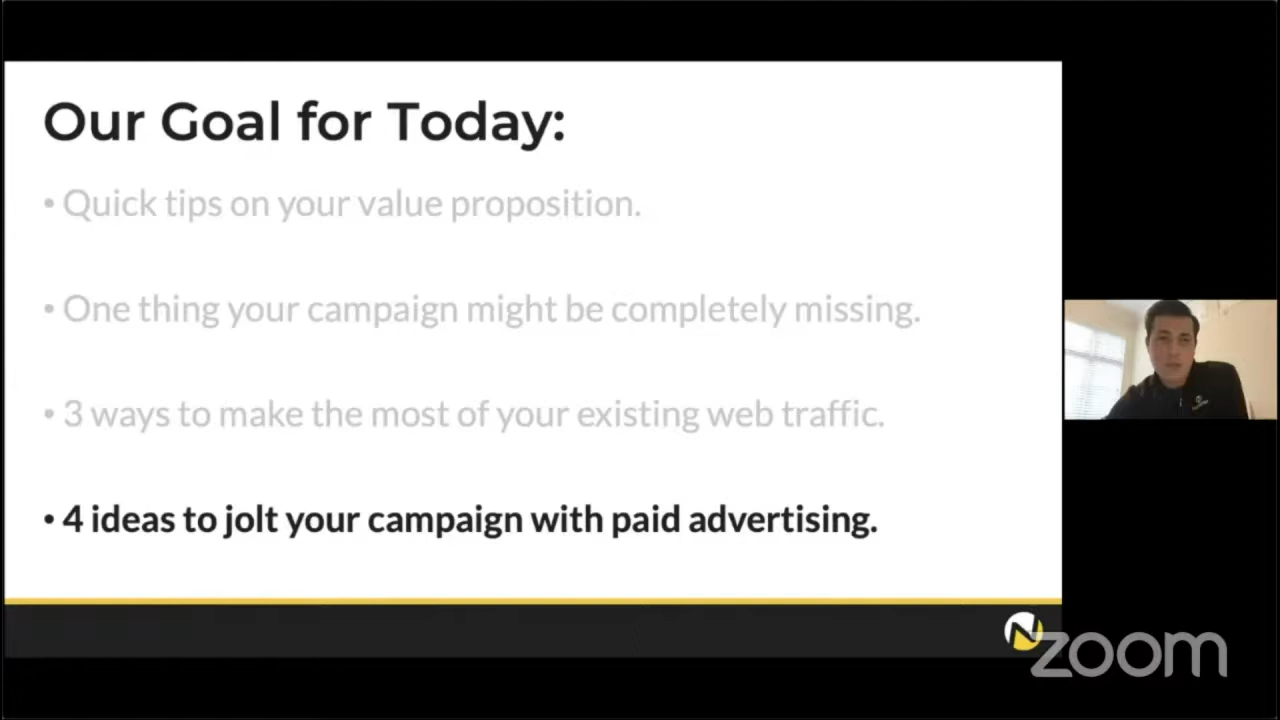 Our Goal for Today:
• Quick tips on your value proposition.
• One thing your campaign might be completely missing.
• 3 ways to make the most of your existing web traffic.
• 4 ideas to jolt your campaign with paid advertising.
N
zoom